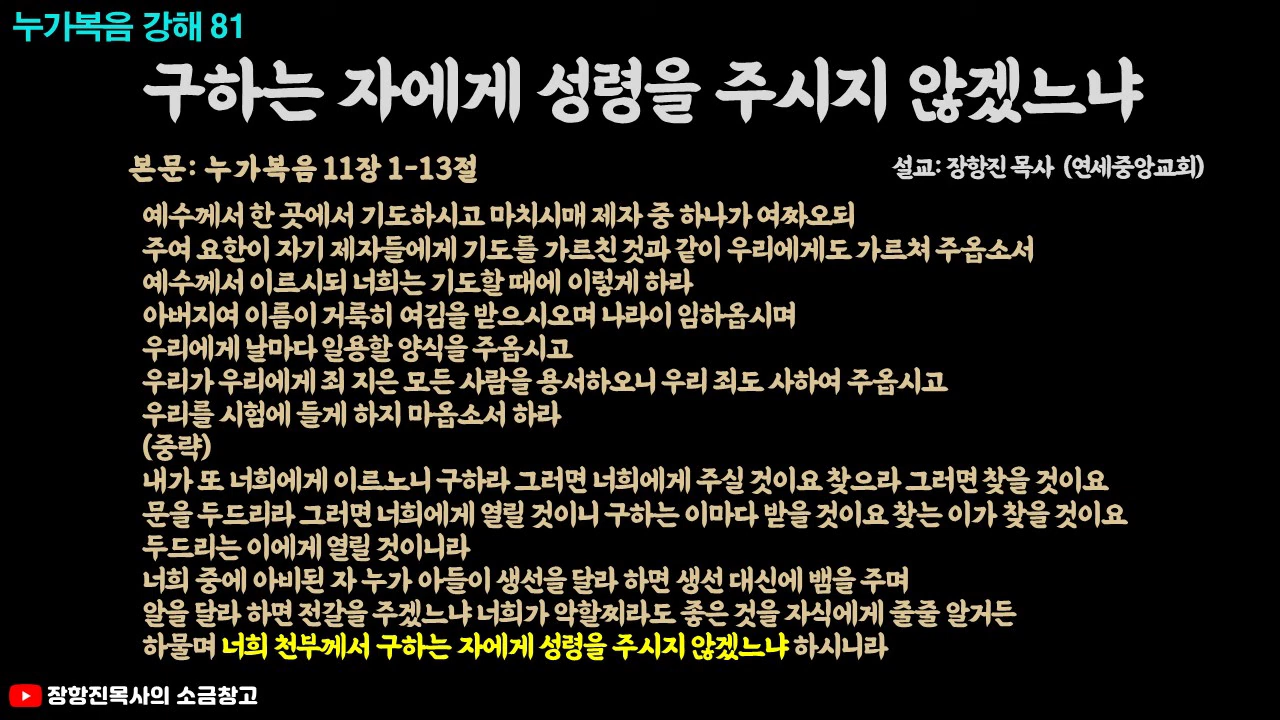 누가복음 강해 81
구하는 자에게 성령을 주시지 않겠느냐
본문: 누가복음 11장 1-13절
설교: 장항진 목사 (연세중앙교회)
예수께서 한 곳에서 기도하시고 마치시매 제자 중 하나가 여짜오되
주여 요한이 자기 제자들에게 기도를 가르친 것과 같이 우리에게도 가르쳐 주옵소서
예수께서 이르시되 너희는 기도할 때에 이렇게 하라
아버지여 이름이 거룩히 여김을 받으시오며 나라이 임하옵시며
우리에게 날마다 일용할 양식을 주옵시고
우리가 우리에게 죄 지은 모든 사람을 용서하오니 우리 죄도 사하여 주옵시고
우리를 시험에 들게 하지 마옵소서 하라
(중략)
내가 또 너희에게 이르노니 구하라 그러면 너희에게 주실 것이요 찾으라 그러면 찾을 것이요
문을 두드리라 그러면 너희에게 열릴 것이니 구하는 이마다 받을 것이요 찾는 이가 찾을 것이요
두드리는 이에게 열릴 것이니라
너희 중에 아비된 자 누가 아들이 생선을 달라 하면 생선 대신에 뱀을 주며
알을 달라 하면 전갈을 주겠느냐 너희가 악할찌라도 좋은 것을 자식에게 줄줄 알거든
하물며 너희 천부께서 구하는 자에게 성령을 주시지 않겠느냐 하시니라
장항진목사의 소금창고